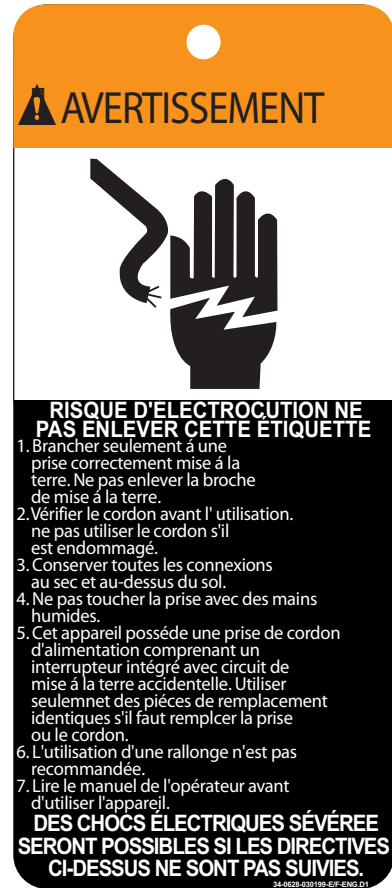 AVERTISSEMENT
RISQUE D'ÉLECTROCUTION NE
PAS ENLEVER CETTE ÉTIQUETTE
1. Brancher seulement á une
prise correctement mise á la
terre. Ne pas enlever la broche
de mise á la terre.
2. Vérifier le cordon avant l' utilisation.
ne pas utiliser le cordon s'il
est endommagé.
3. Conserver toutes les connexions
au sec et au-dessus du sol.
4. Ne pas toucher la prise avec des mains
humides.
5. Cet appareil posséde une prise de cordon
d'alimentation comprenant un
interrupteur intégré avec circuit de
mise á la terre accidentelle. Utiliser
seulemnet des piéces de remplacement
identiques s'il faut remplcer la prise
ou le cordon.
6. L'utilisation d'une rallonge n'est pas
recommandée.
7. Lire le manuel de l'opérateur avant
d'utiliser l'appareil.
DES CHOCS ÉLECTRIQUES SÉVÉREE
SERONT POSSIBLES SI LES DIRECTIVES
CI-DESSUS NE SONT PAS SUIVIES.
34-0628-030199-E/F-ENG.D1